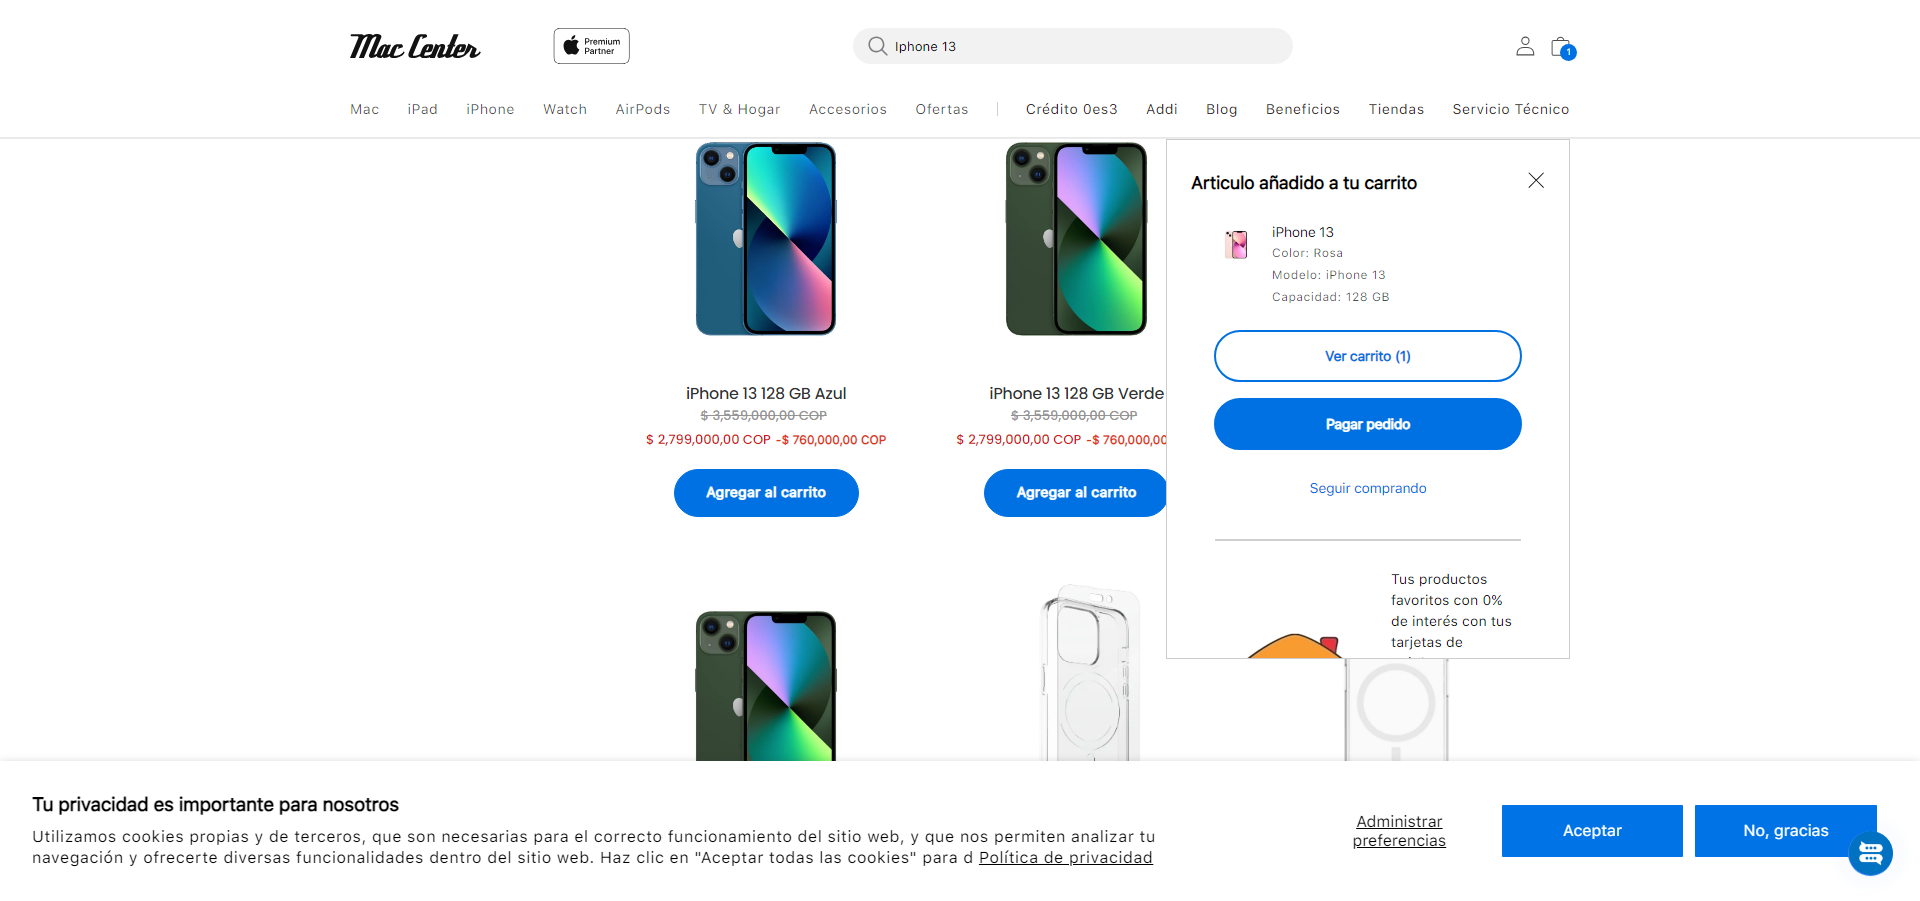 Mac Center
Premium
Partner
Iphone 13
1
Mac
iPad
iPhone
Watch
AirPods
TV & Hogar
Accesorios
Ofertas
Crédito 0es3
Addi
Blog
Beneficios
Tiendas
Servicio Técnico
iPhone 13 128 GB Azul
$ 3,559,000,00 COP
$ 2,799,000,00 COP -$ 760,000,00 COP
Agregar al carrito
iPhone 13 128 GB Verde
$ 3,559,000,00 COP
$ 2,799,000,00 COP -$ 760,000,00
Agregar al carrito
Articulo añadido a tu carrito
iPhone 13
Color: Rosa
Modelo: iPhone 13
Capacidad: 128 GB
Ver carrito (1)
Pagar pedido
Seguir comprando
Tus productos
favoritos con 0%
de interés con tus
tarjetas de
Tu privacidad es importante para nosotros
Utilizamos cookies propias y de terceros, que son necesarias para el correcto funcionamiento del sitio web, y que nos permiten analizar tu
navegación y ofrecerte diversas funcionalidades dentro del sitio web. Haz clic en "Aceptar todas las cookies" para d Política de privacidad
Administrar
preferencias
Aceptar
No, gracias